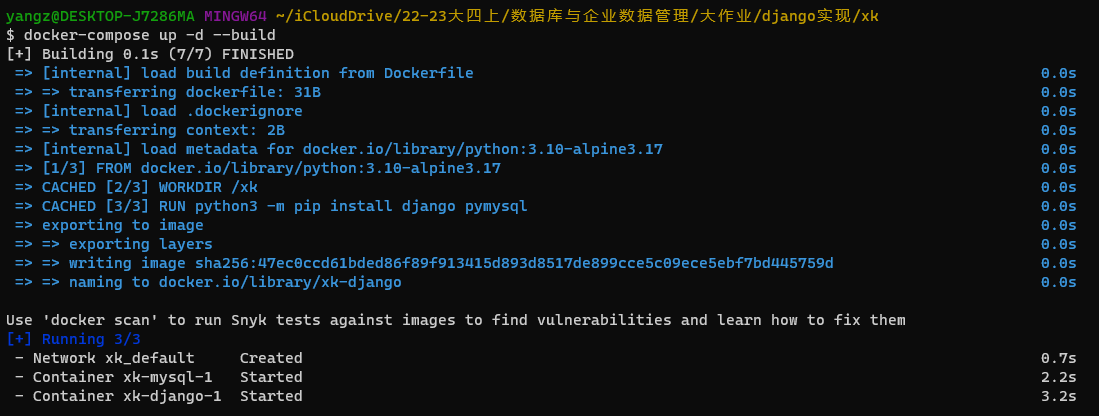 yangz@DESKTOP-J7286MA MINGW64 ~/iCloudDrive/22-23大四上/数据库与企业数据管理/大作业/django实现/xk
$ docker-compose up -d --build
[+] Building 0.1s (7/7) FINISHED
=> [internal] load build definition from Dockerfile 0.0s
=> => transferring dockerfile: 31B 0.0s
=> [internal] load .dockerignore 0.0s
=> => transferring context: 2B 0.0s
=> [internal] load metadata for docker.io/library/python:3.10-alpine3.17 0.0s
=> [1/3] FROM docker.io/library/python:3.10-alpine3.17 0.0s
=> CACHED [2/3] WORKDIR /xk 0.0s
=> CACHED [3/3] RUN python3 -m pip install django pymysql 0.0s
=> exporting to image 0.0s
=> => exporting layers 0.0s
=> => writing image sha256:47ec0ccd61bded86f89f913415d893d8517de899cce5c09ece5ebf7bd445759d 0.0s
=> => naming to docker.io/library/xk-django 0.0s
Use 'docker scan' to run Snyk tests against images to find vulnerabilities and learn how to fix them
[+] Running 3/3
- Network xk_default Created 0.7s
- Container xk-mysql-1 Started 2.2s
- Container xk-django-1 Started 3.2s